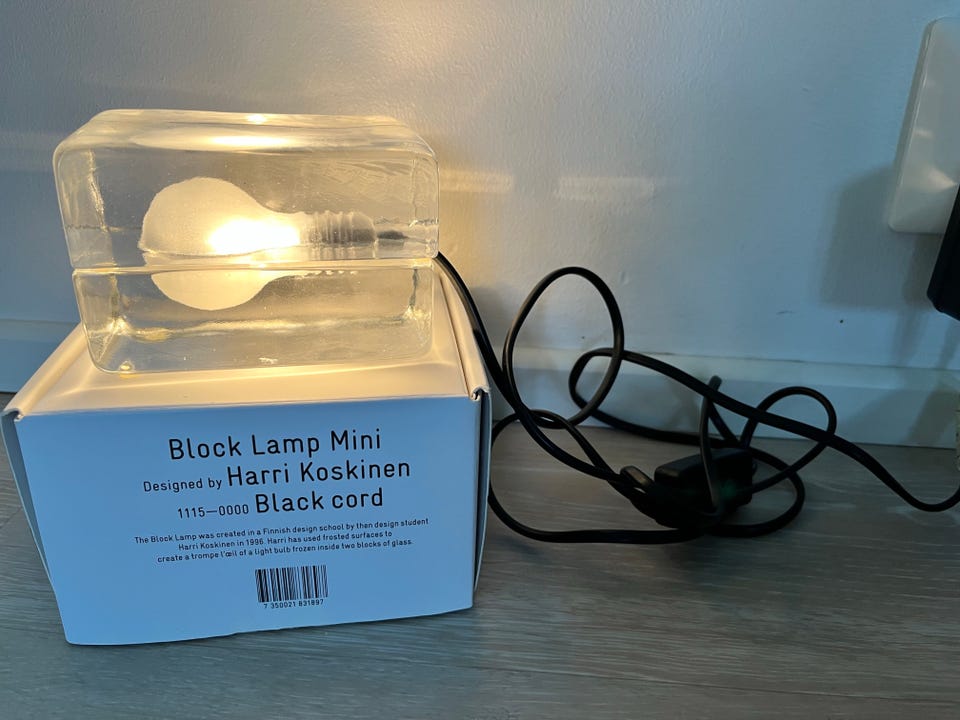 Block Lamp Mini
Designed by Harri Koskinen
1115—0000 Black cord
The Block Lamp was created in a Finnish design school by then design student
Harri Koskinen in 1996. Harri has used frosted surfaces to
create a trompe l'œil of a light bulb frozen inside two blocks of glass.
7 350021 831897